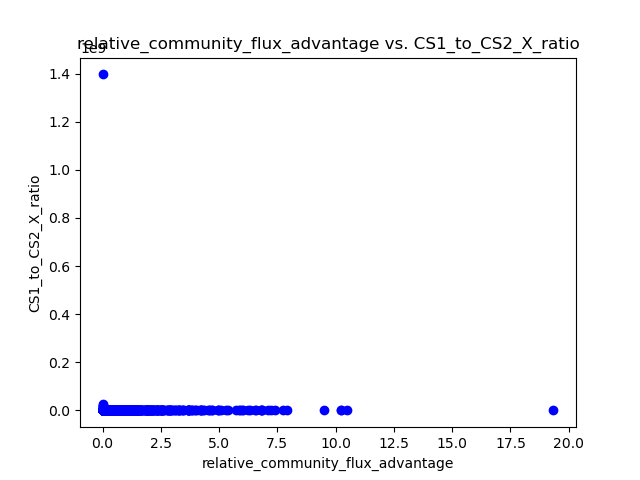 relative_community_flux_advantage vs. CS1_to_CS2_X_ratio
1e9
1.4
1.2
1.0
0.8
0.6
0.4
0.2
0.0
CS1_to_CS2_X_ratio
0.0 2.5 5.0 7.5 10.0 12.5 15.0 17.5 20.0
relative_community_flux_advantage